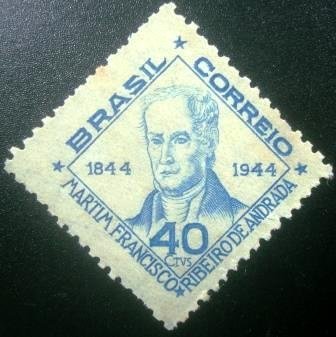 BRASIL CORREIO
1844 1944
40
CTVS
MARTIM FRANCISCO RIBEIRO DE ANDRADA